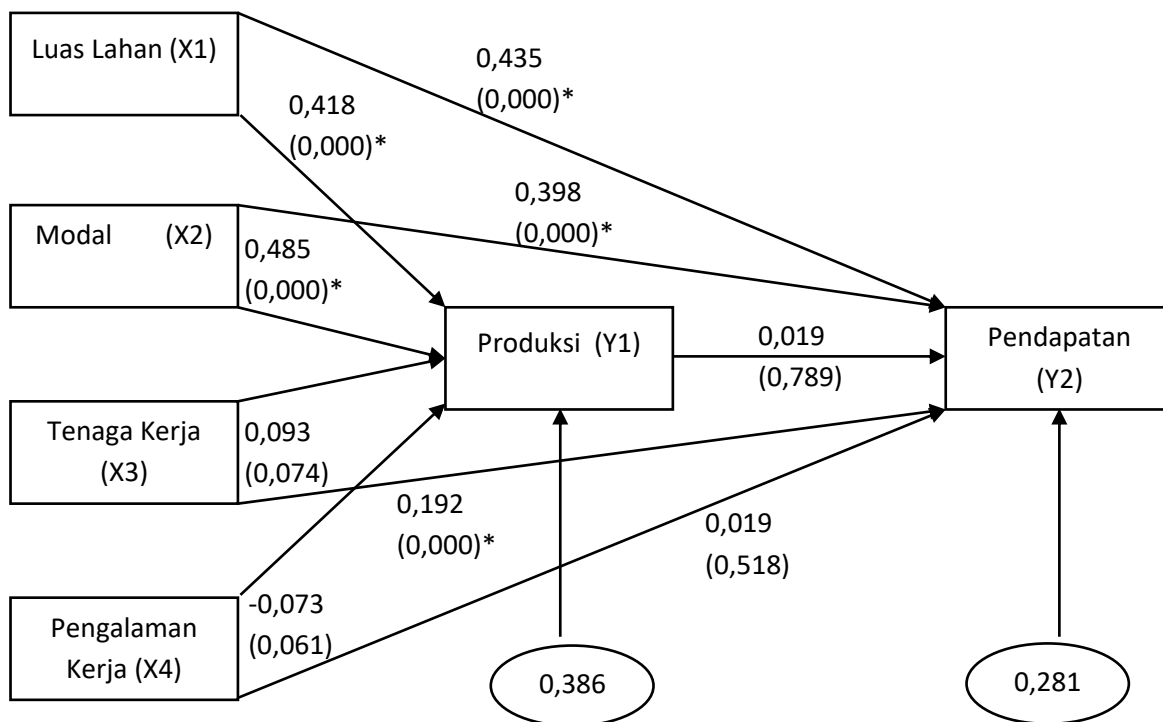 Luas Lahan (X1)
0,435
(0,000)*
0,418
(0,000)*
0,398
(0,000)*
Modal (X2)
0,485
(0,000)*
Produksi (Y1)
0,019
(0,789)
Pendapatan
(Y2)
Tenaga Kerja
(X3)
0,093
(0,074)
0,192
(0,000)*
0,019
(0,518)
Pengalaman
Kerja (X4)
-0,073
(0,061)
0,386
0,281